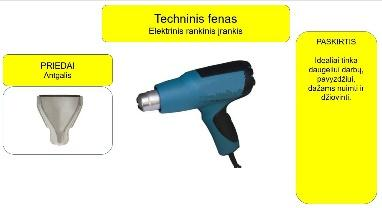 Techninis fenas
Elektrinis rankinis įrankis
PRIEDAI
Antgalis
PASKIRTIS
Idealiai tinka
daugeliui darbų,
pavyzdžiui,
dažams nuimti ir
džiovinti.